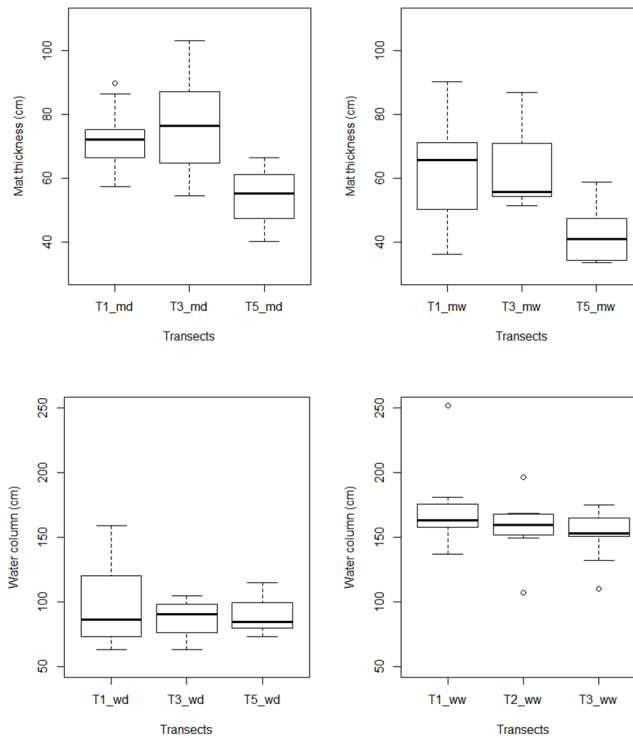 Mat thickness (cm)
100
80
60
40
T1_md T3_md T5_md
Transects
Mat thickness (cm)
100
80
60
40
T1_mw T3_mw T5_mw
Transects
Water column (cm)
250
200
150
100
50
T1_wd T3_wd T5_wd
Transects
Water column (cm)
250
200
150
100
50
T1_ww T2_ww T3_ww
Transects